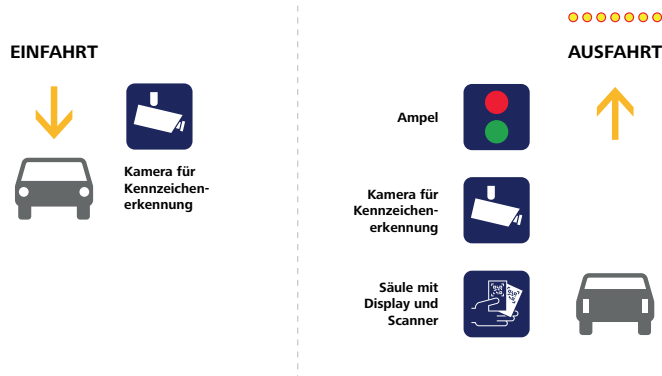 EINFAHRT
Kamera für
Kennzeichen-
erkennung
AUSFAHRT
Ampel
Kamera für
Kennzeichen-
erkennung
Säule mit
Display und
Scanner